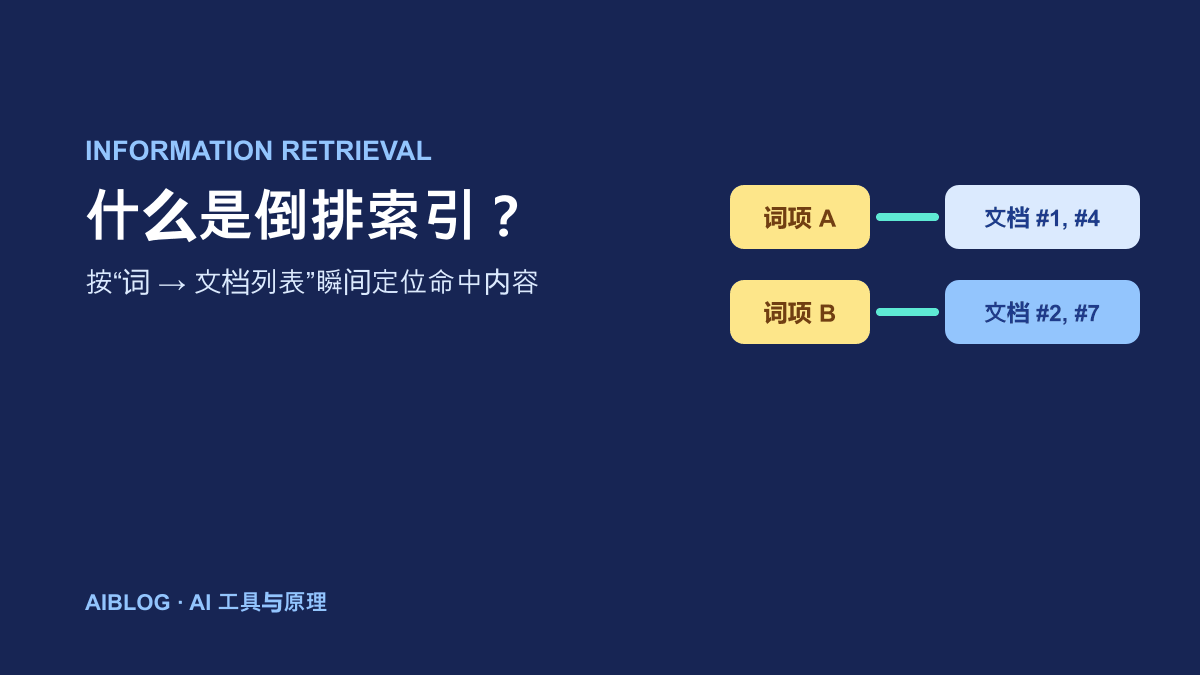 INFORMATION RETRIEVAL
什么是倒排索引？
按“词 → 文档列表”瞬间定位命中内容
词项 A
文档 #1, #4
词项 B
文档 #2, #7
AIBLOG · AI 工具与原理